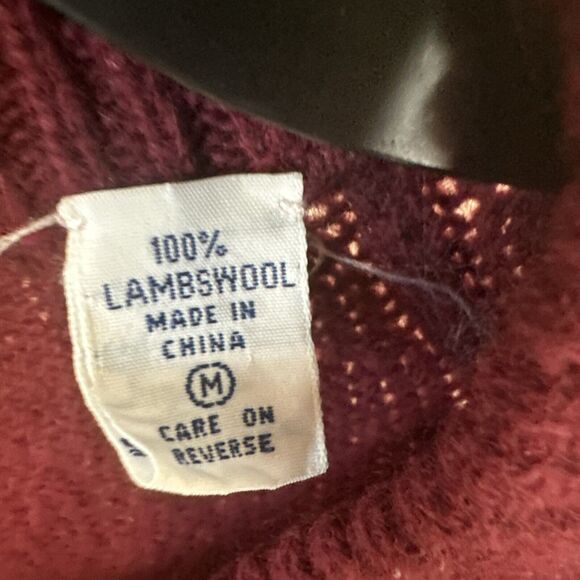 100%
LAMBSWOOL
MADE IN
CHINA
M
CARE ON
REVERSE